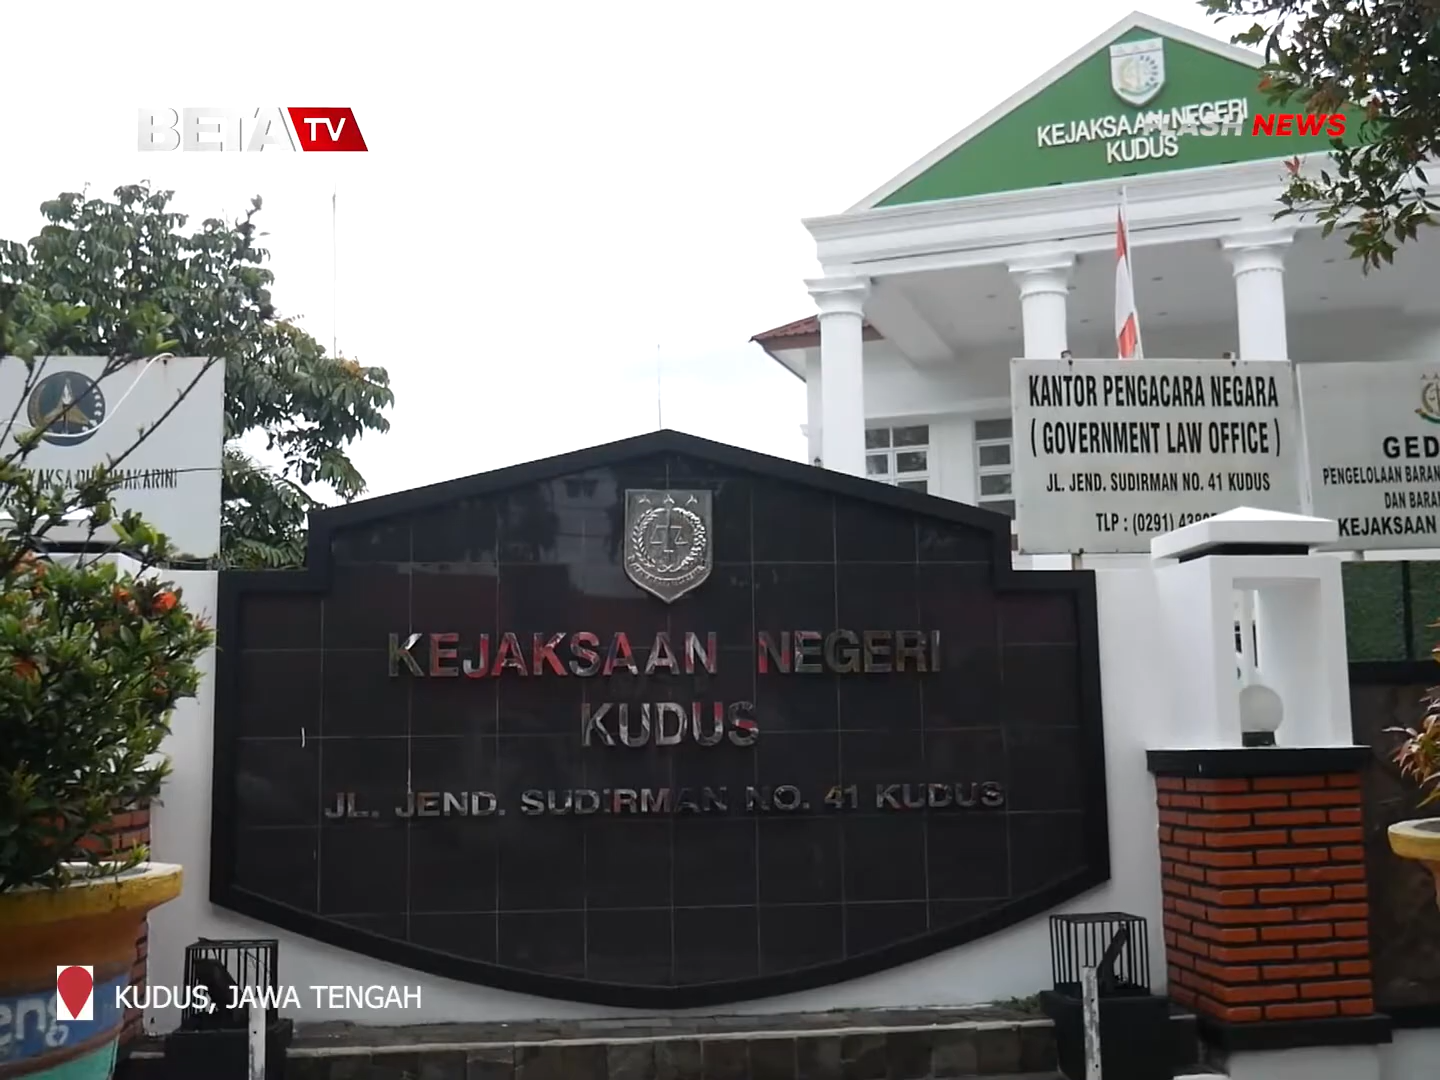 BETA TV
FLASH NEWS
KEJAKSAAN NEGERI
KUDUS
KANTOR PENGACARA NEGARA
( GOVERNMENT LAW OFFICE )
JL. JEND. SUDIRMAN NO. 41 KUDUS
TLP : (0291)
GED
PENGELOLAAN BARAN
DAN BARAN
KEJAKSAAN
KEJAKSAAN NEGERI
KUDUS
JL. JEND. SUDIRMAN NO. 41 KUDUS
KUDUS, JAWA TENGAH